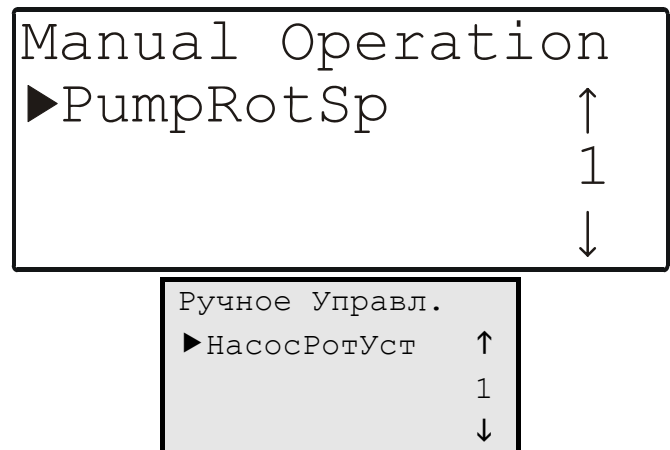 Manual Operation
▶PumpRotSp ↑
1
↓
Ручное Управл.
▶НасосРотУст ↑
1
↓